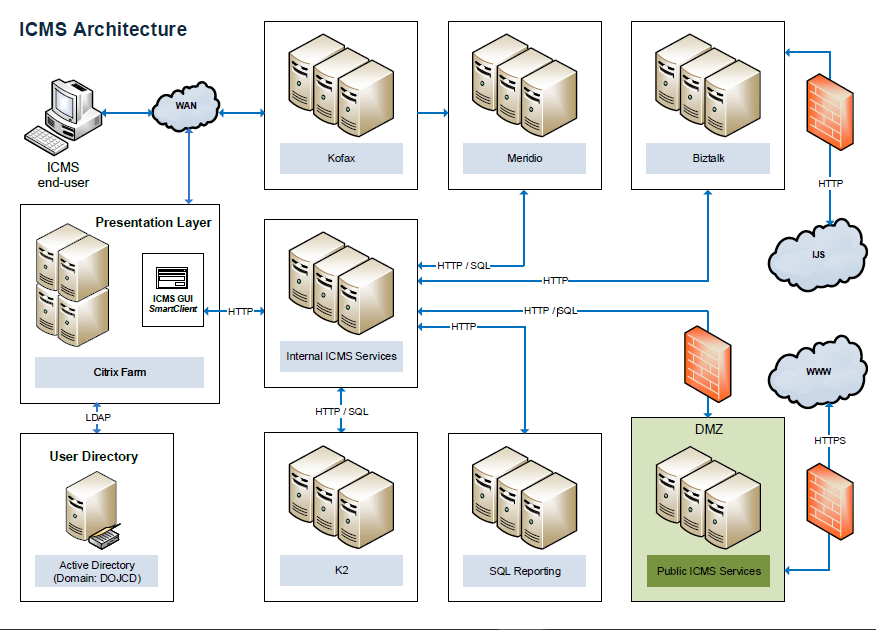 ICMS Architecture
WAN
ICMS
end-user
Kofax
Meridio
Biztalk
HTTP
IJS
Presentation Layer
ICMS GUI
SmartClient
Citrix Farm
HTTP
Internal ICMS Services
HTTP / SQL
HTTP
HTTP / SQL
HTTP
WWW
HTTPS
LDAP
HTTP / SQL
User Directory
Active Directory
(Domain: DOJCD)
K2
SQL Reporting
DMZ
Public ICMS Services